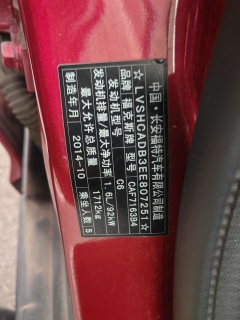 中国·长安福特汽车有限公司制造
☆LVSHCADB3EE807251☆
品牌 福克斯牌 型号 CAF7163B4
发动机型号 C6
发动机排量/最大净功率 1.6L/92kW
最大允许总质量 1712kg
制造年月 2014-10 乘坐人数 5